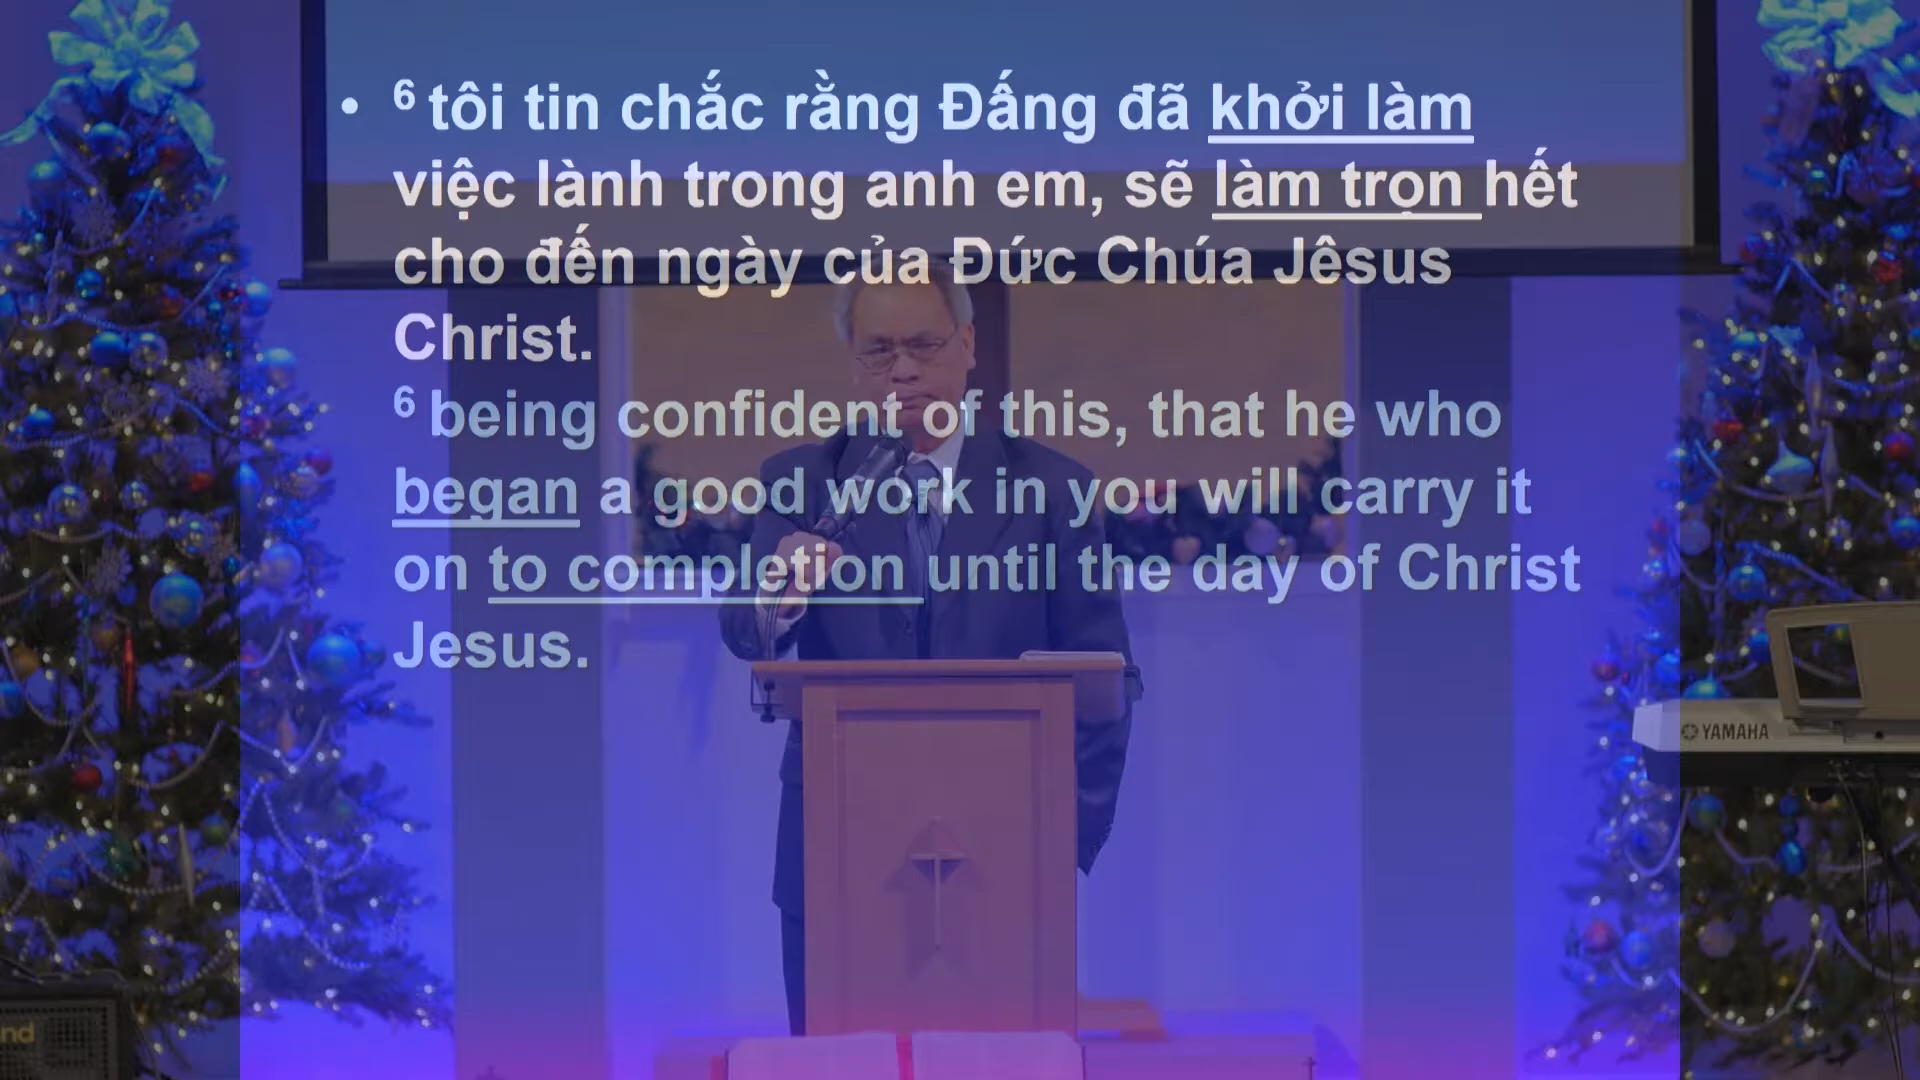 • ⁶ tôi tin chắc rằng Đấng đã khởi làm
việc lành trong anh em, sẽ làm trọn hết
cho đến ngày của Đức Chúa Jêsus
Christ.
⁶ being confident of this, that he who
began a good work in you will carry it
on to completion until the day of Christ
Jesus.
YAMAHA
nd